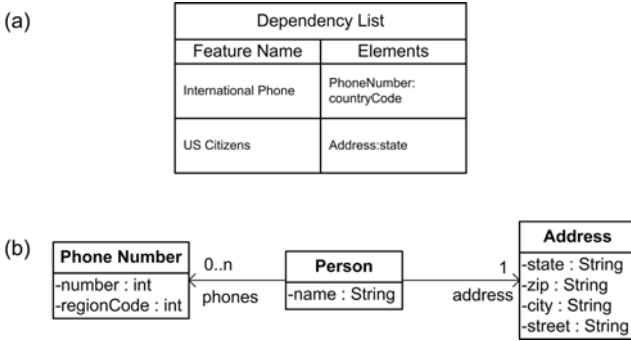 (a)
Dependency List
Feature Name Elements
International Phone PhoneNumber:
countryCode
US Citizens Address:state
(b)
Phone Number
-number : int
-regionCode : int
0..n
phones
Person
-name : String
1
address
Address
-state : String
-zip : String
-city : String
-street : String